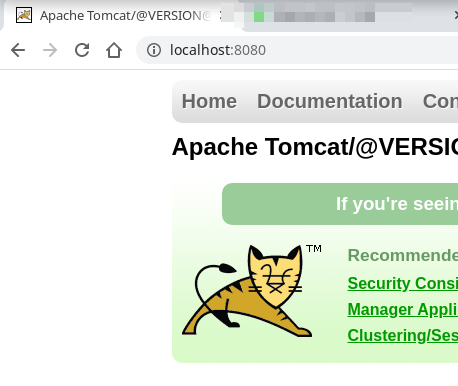 Apache Tomcat/@VERSION@
localhost:8080
Home Documentation Con
Apache Tomcat/@VERSIO
If you're seein
TM
Recommende
Security Consi
Manager Appli
Clustering/Ses